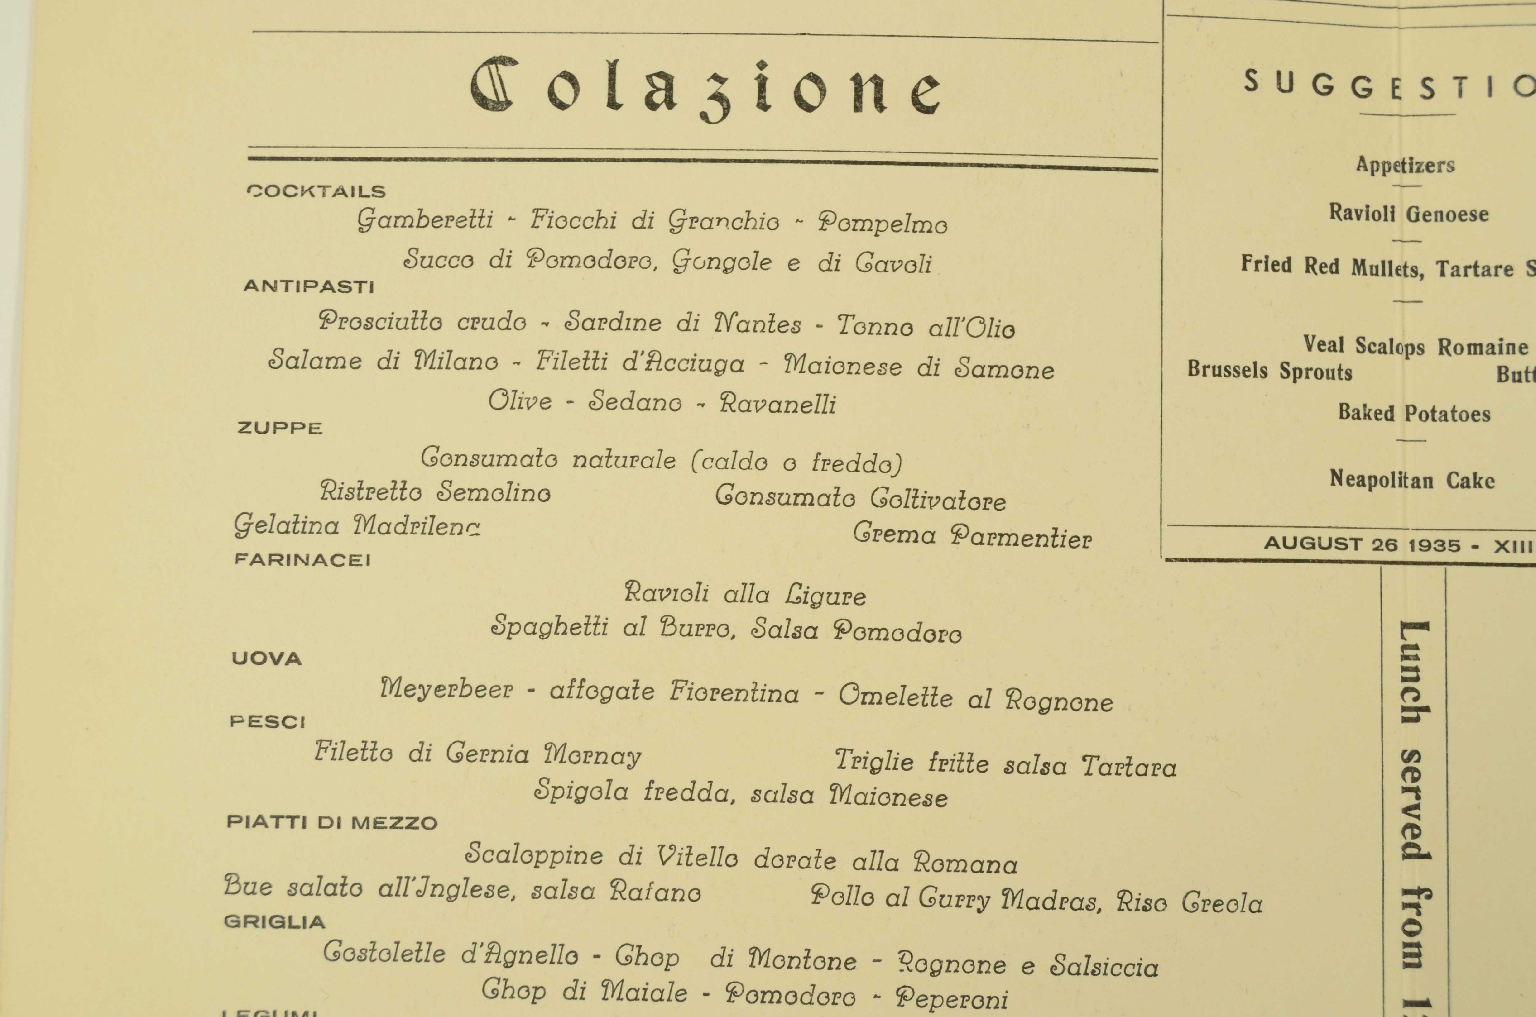 Colazione
COCKTAILS
Gamberetti - Fiocchi di Granchio - Pompelmo
Succo di Pomodoro, Gongole e di Cavoli
ANTIPASTI
Prosciutto crudo - Sardine di Nantes - Tonno all'Olio
Salame di Milano - Filetti d'Acciuga - Maionese di Samone
Olive - Sedano - Ravanelli
ZUPPE
Consumato naturale (caldo o freddo)
Ristretto Semolino Consumato Coltivatore
Gelatina Madrilena Crema Parmentier
FARINACEI
Ravioli alla Ligure
Spaghetti al Burro, Salsa Pomodoro
UOVA
Meyerbeer - affogate Fiorentina - Omelette al Rognone
PESCI
Filetto di Cernia Mornay Triglie fritte salsa Tartara
Spigola fredda, salsa Maionese
PIATTI DI MEZZO
Scaloppine di Vitello dorate alla Romana
Bue salato all'Inglese, salsa Rafano Pollo al Curry Madras, Riso Creola
GRIGLIA
Costolette d'Agnello - Chop di Montone - Rognone e Salsiccia
Chop di Maiale - Pomodoro - Peperoni
LEGUMI
SUGGESTIO
Appetizers
Ravioli Genoese
Fried Red Mullets, Tartare S
Veal Scalops Romaine
Brussels Sprouts Butt
Baked Potatoes
Neapolitan Cake
AUGUST 26 1935 - XIII
Lunch served from